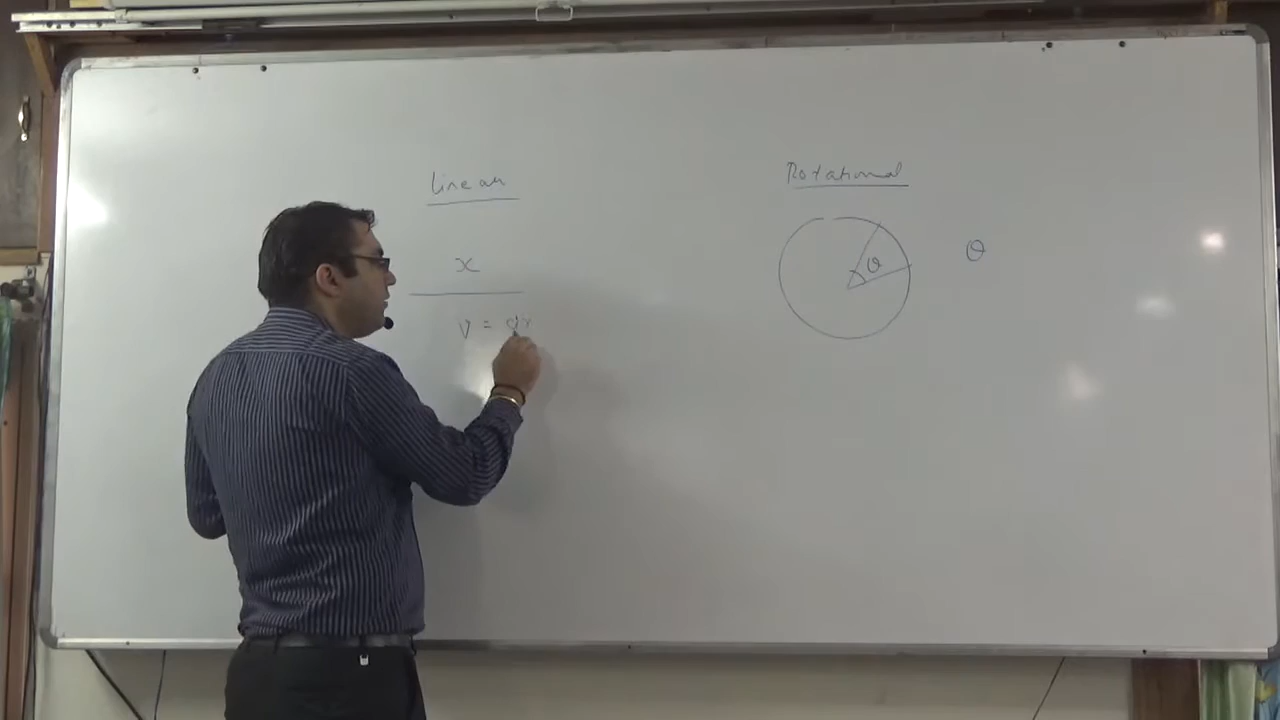 Linear
Rotational
x
θ
θ
v = dx